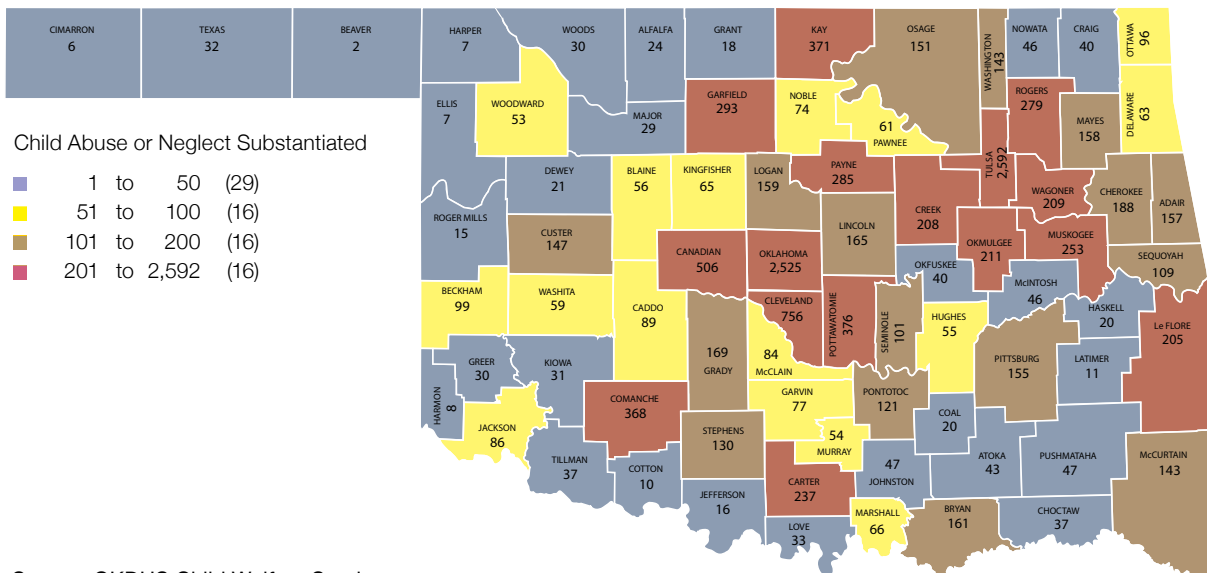 CIMARRON
6
TEXAS
32
BEAVER
2
HARPER
7
WOODS
30
ALFALFA
24
GRANT
18
KAY
371
OSAGE
151
WASHINGTON
143
NOWATA
46
CRAIG
40
OTTAWA
96
ELLIS
7
WOODWARD
53
MAJOR
29
GARFIELD
293
NOBLE
74
61
PAWNEE
ROGERS
279
MAYES
158
DELAWARE
63
Child Abuse or Neglect Substantiated
1 to 50 (29)
51 to 100 (16)
101 to 200 (16)
201 to 2,592 (16)
DEWEY
21
BLAINE
56
KINGFISHER
65
LOGAN
159
PAYNE
285
TULSA
2,592
WAGONER
209
CHEROKEE
188
ADAIR
157
ROGER MILLS
15
CUSTER
147
LINCOLN
165
CREEK
208
OKMULGEE
211
MUSKOGEE
253
CANADIAN
506
OKLAHOMA
2,525
OKFUSKEE
40
SEQUOYAH
109
BECKHAM
99
WASHITA
59
CADDO
89
CLEVELAND
756
POTTAWATOMIE
376
SEMINOLE
101
HUGHES
55
McINTOSH
46
HASKELL
20
Le FLORE
205
GREER
30
KIOWA
31
169
GRADY
84
McCLAIN
PITTSBURG
155
LATIMER
11
HARMON
8
JACKSON
86
COMANCHE
368
GARVIN
77
PONTOTOC
121
COAL
20
STEPHENS
130
54
MURRAY
TILLMAN
37
COTTON
10
47
JOHNSTON
ATOKA
43
PUSHMATAHA
47
McCURTAIN
143
JEFFERSON
16
CARTER
237
LOVE
33
MARSHALL
66
BRYAN
161
CHOCTAW
37